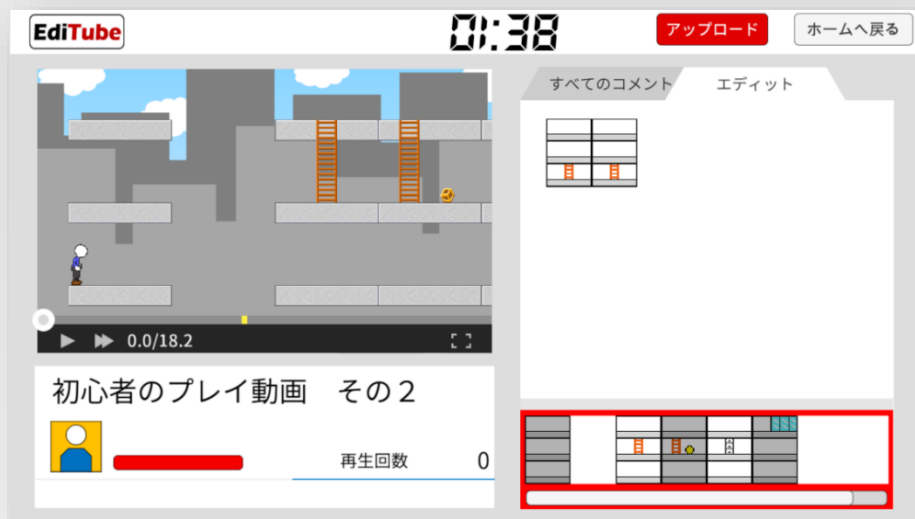 EdiTube
01:38
アップロード
ホームへ戻る
すべてのコメント
エディット
0.0/18.2
初心者のプレイ動画　その２
再生回数
0